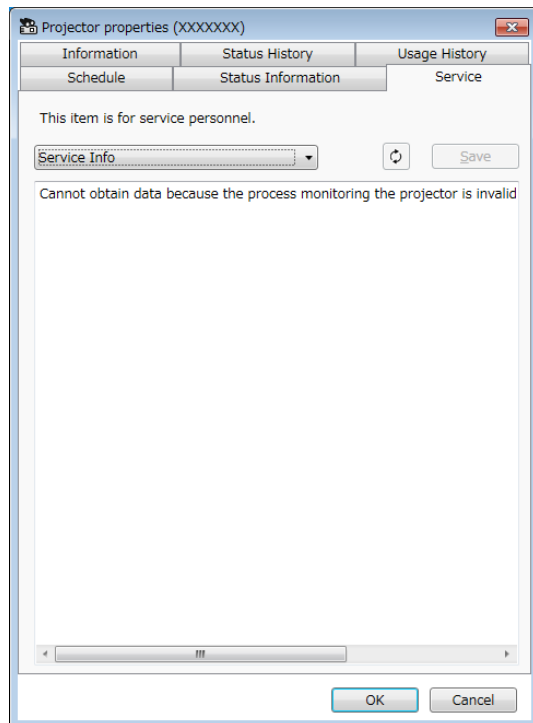 Projector properties (XXXXXXX)
Information
Status History
Usage History
Schedule
Status Information
Service
This item is for service personnel.
Service Info
Save
Cannot obtain data because the process monitoring the projector is invalid
OK
Cancel